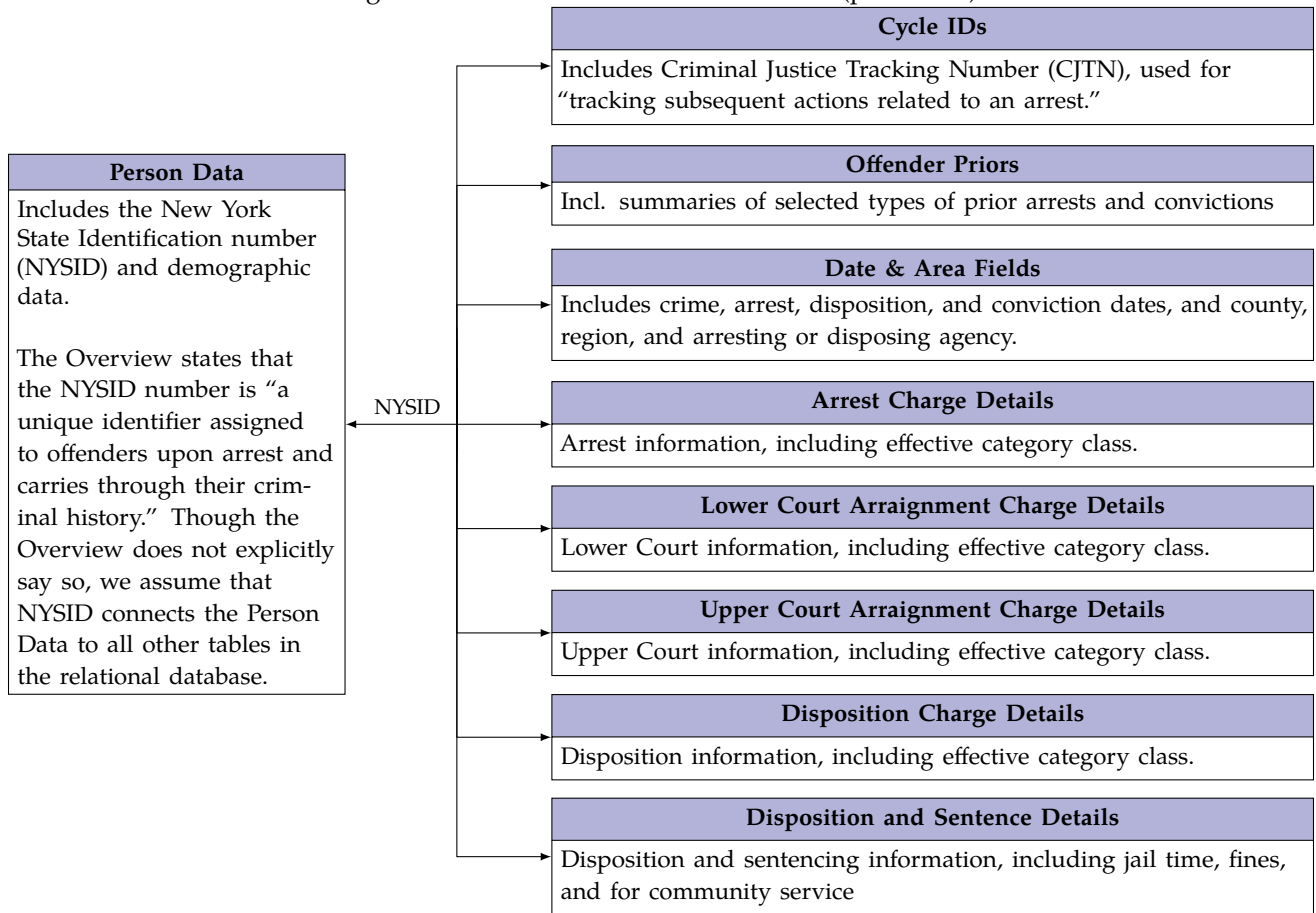 Cycle IDs
Includes Criminal Justice Tracking Number (CJTN), used for
“tracking subsequent actions related to an arrest.”
Person Data
Includes the New York
State Identification number
(NYSID) and demographic
data.
The Overview states that
the NYSID number is “a
unique identifier assigned
to offenders upon arrest and
carries through their crim-
inal history.” Though the
Overview does not explicitly
say so, we assume that
NYSID connects the Person
Data to all other tables in
the relational database.
NYSID
Offender Priors
Incl. summaries of selected types of prior arrests and convictions
Date & Area Fields
Includes crime, arrest, disposition, and conviction dates, and county,
region, and arresting or disposing agency.
Arrest Charge Details
Arrest information, including effective category class.
Lower Court Arraignment Charge Details
Lower Court information, including effective category class.
Upper Court Arraignment Charge Details
Upper Court information, including effective category class.
Disposition Charge Details
Disposition information, including effective category class.
Disposition and Sentence Details
Disposition and sentencing information, including jail time, fines,
and for community service